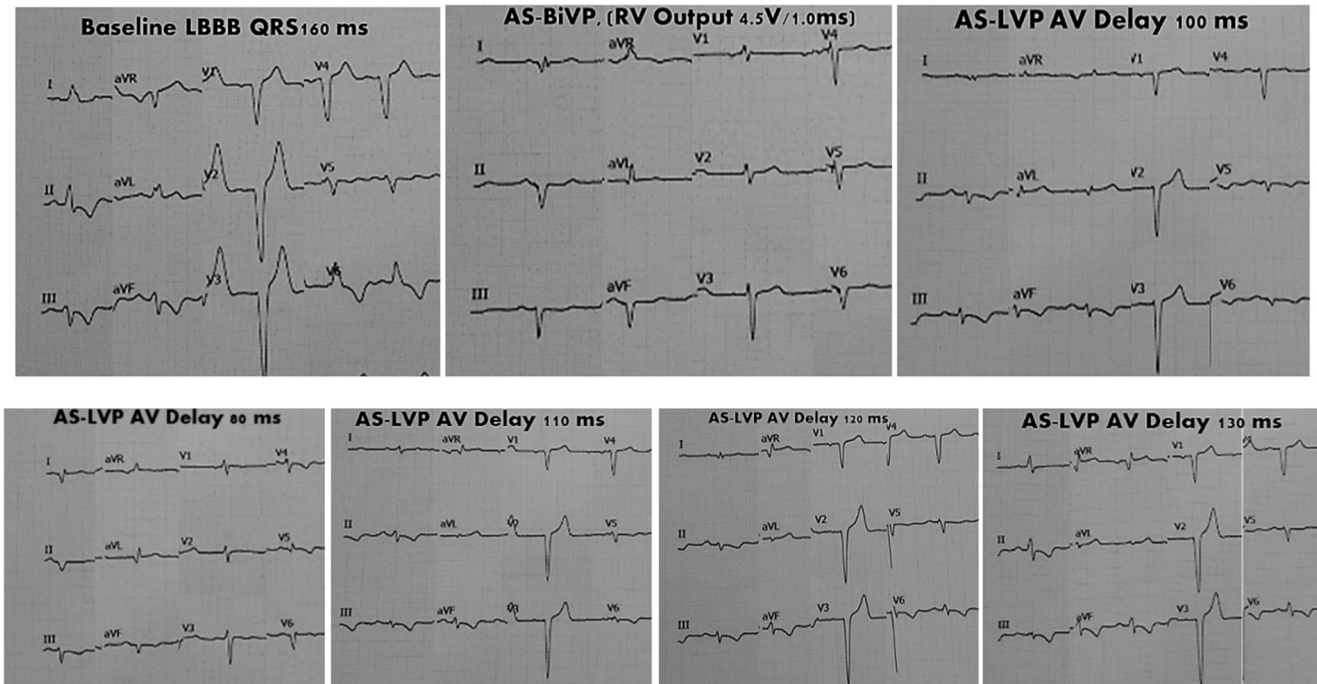 Baseline LBBB QRS160 ms
I aVR V1 V4
II aVL V2 V5
III aVF V3 V6
AS-BiVP, (RV Output 4.5V/1.0ms)
I aVR V1 V4
II aVL V2 V5
III aVF V3 V6
AS-LVP AV Delay 100 ms
I aVR V1 V4
II aVL V2 V5
III aVF V3 V6
AS-LVP AV Delay 80 ms
I aVR V1 V4
II aVL V2 V5
III aVF V3 V6
AS-LVP AV Delay 110 ms
I aVR V1 V4
II aVL V2 V5
III aVF V3 V6
AS-LVP AV Delay 120 ms
I aVR V1 V4
II aVL V2 V5
III aVF V3 V6
AS-LVP AV Delay 130 ms
I aVR V1
II aVL V2 V5
III aVF V3 V6